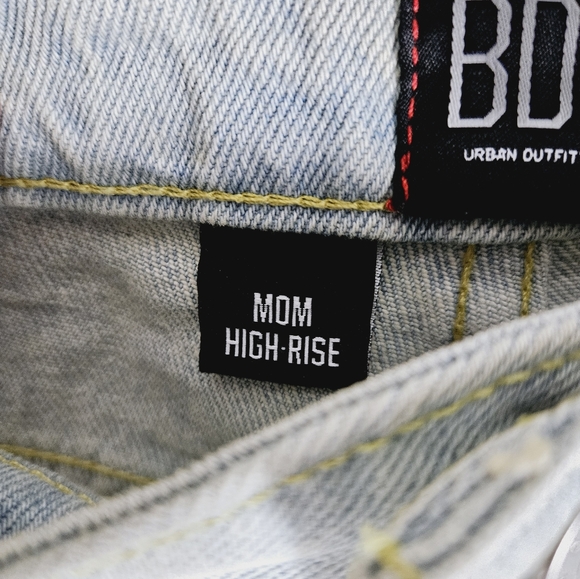 BD
URBAN OUTFIT
MOM
HIGH-RISE